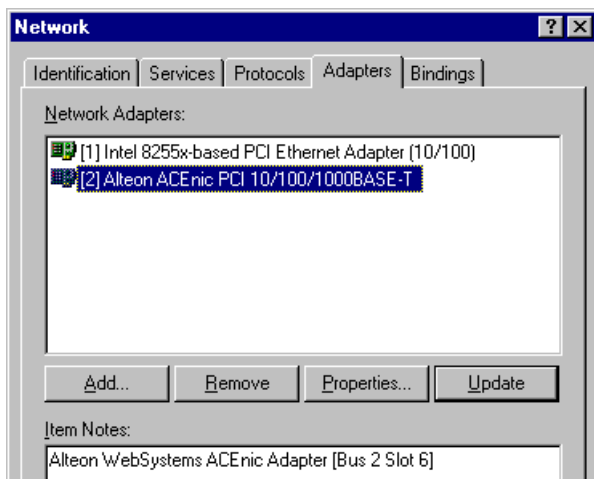 Network
Identification Services Protocols Adapters Bindings
Network Adapters:
[1] Intel 8255x-based PCI Ethernet Adapter (10/100)
[2] Alteon ACEnic PCI 10/100/1000BASE-T
Add... Remove Properties... Update
Item Notes:
Alteon WebSystems ACEnic Adapter [Bus 2 Slot 6]